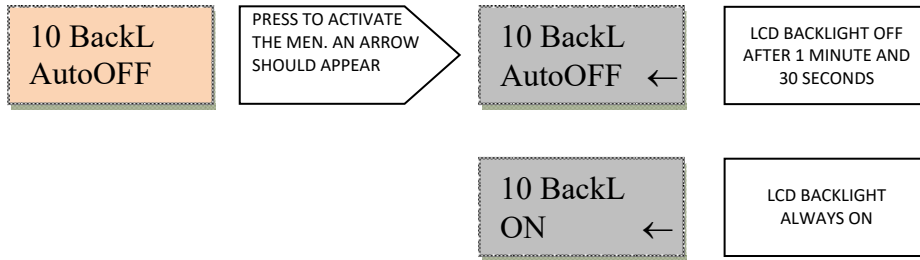 10 BackL
AutoOFF
PRESS TO ACTIVATE
THE MEN. AN ARROW
SHOULD APPEAR
10 BackL
AutoOFF ←
LCD BACKLIGHT OFF
AFTER 1 MINUTE AND
30 SECONDS
10 BackL
ON ←
LCD BACKLIGHT
ALWAYS ON